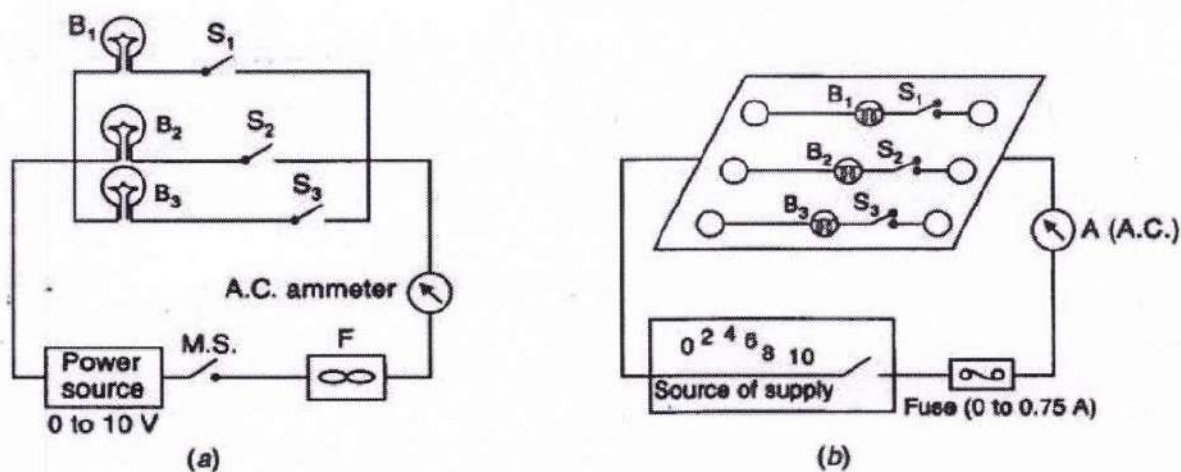 B₁
S₁
B₂
S₂
B₃
S₃
A.C. ammeter
M.S.
F
Power
source
0 to 10 V
(a)
B₁
S₁
B₂
S₂
B₃
S₃
A (A.C.)
0 2 4 6 8 10
Source of supply
Fuse (0 to 0.75 A)
(b)